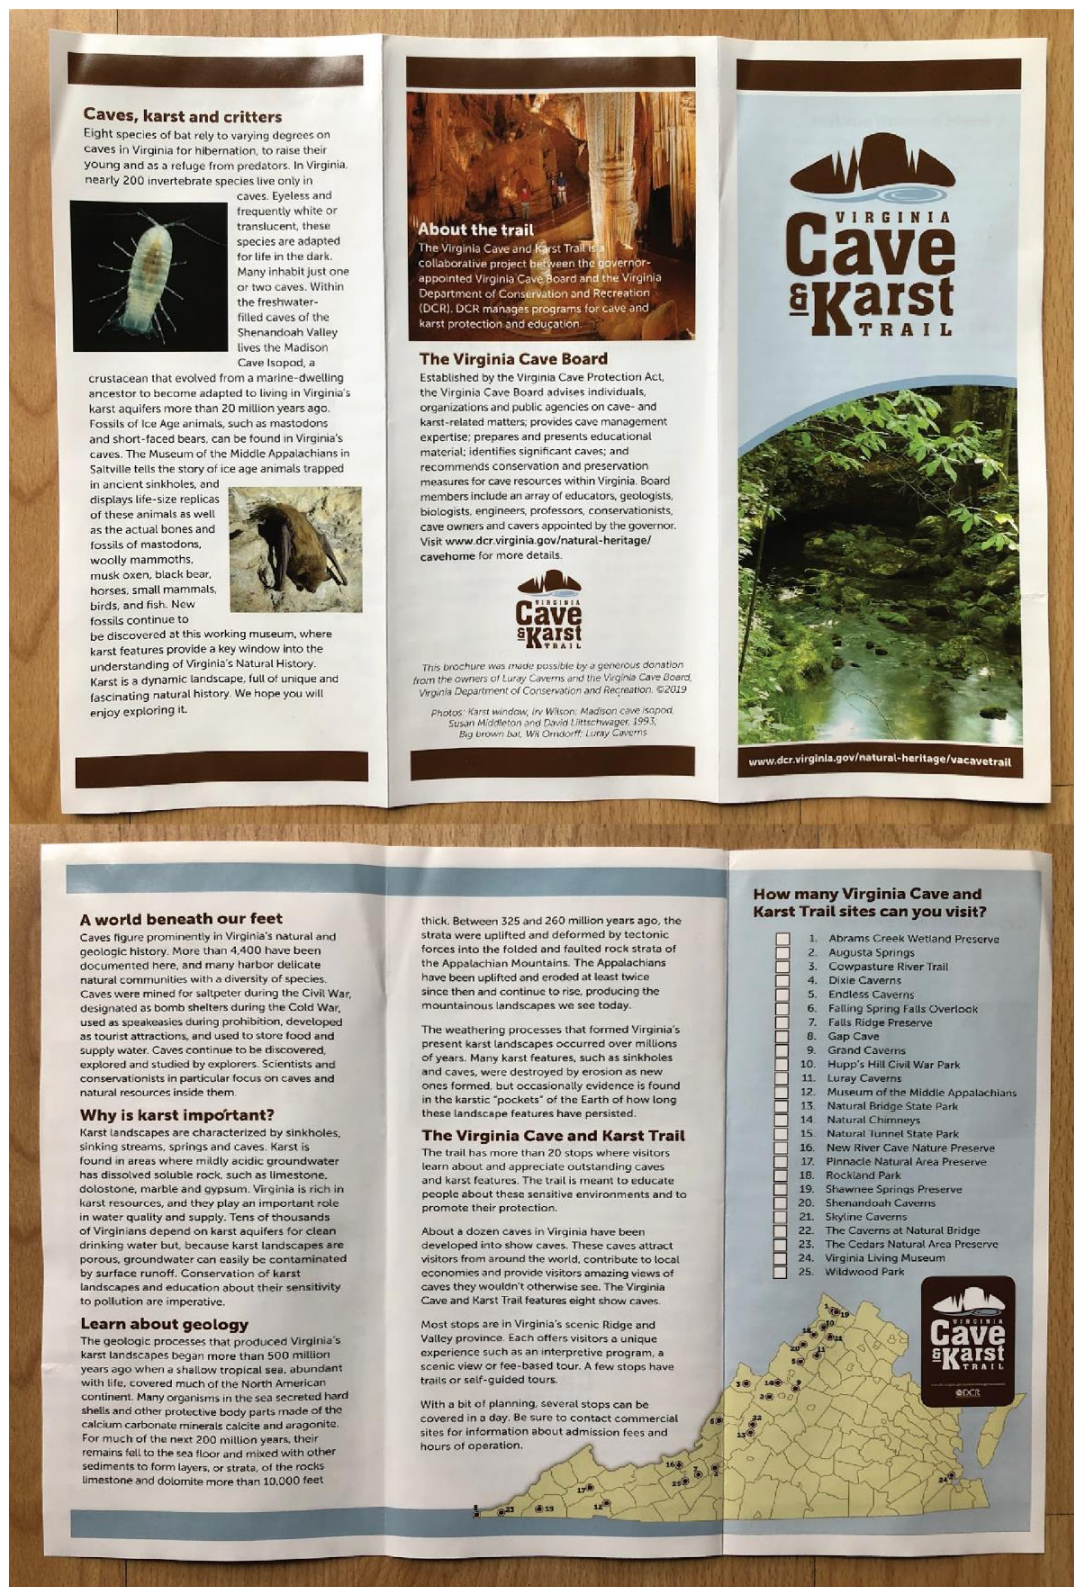 Caves, karst and critters
Eight species of bat rely to varying degrees on
caves in Virginia for hibernation, to raise their
young and as a refuge from predators. In Virginia,
nearly 200 invertebrate species live only in
caves. Eyeless and
frequently white or
translucent, these
species are adapted
for life in the dark.
Many inhabit just one
or two caves. Within
the freshwater-
filled caves of the
Shenandoah Valley
lives the Madison
Cave Isopod, a
crustacean that evolved from a marine-dwelling
ancestor to become adapted to living in Virginia's
karst aquifers more than 20 million years ago.
Fossils of Ice Age animals, such as mastodons
and short-faced bears, can be found in Virginia's
caves. The Museum of the Middle Appalachians in
Saltville tells the story of ice age animals trapped
in ancient sinkholes, and
displays life-size replicas
of these animals as well
as the actual bones and
fossils of mastodons,
woolly mammoths,
musk oxen, black bear,
horses, small mammals,
birds, and fish. New
fossils continue to
be discovered at this working museum, where
karst features provide a key window into the
understanding of Virginia's Natural History.
Karst is a dynamic landscape, full of unique and
fascinating natural history. We hope you will
enjoy exploring it.
About the trail
The Virginia Cave and Karst Trail is a
collaborative project between the governor-
appointed Virginia Cave Board and the Virginia
Department of Conservation and Recreation
(DCR). DCR manages programs for cave and
karst protection and education.
The Virginia Cave Board
Established by the Virginia Cave Protection Act,
the Virginia Cave Board advises individuals,
organizations and public agencies on cave- and
karst-related matters; provides cave management
expertise; prepares and presents educational
material; identifies significant caves; and
recommends conservation and preservation
measures for cave resources within Virginia. Board
members include an array of educators, geologists,
biologists, engineers, professors, conservationists,
cave owners and cavers appointed by the governor.
Visit www.dcr.virginia.gov/natural-heritage/
cavehome for more details.
VIRGINIA
Cave
& Karst
TRAIL
This brochure was made possible by a generous donation
from the owners of Luray Caverns and the Virginia Cave Board,
Virginia Department of Conservation and Recreation. ©2019
Photos: Karst window, Irv Wilson; Madison cave isopod,
Susan Middleton and David Liittschwager, 1993;
Big brown bat, Wil Orndorff; Luray Caverns
VIRGINIA
Cave
& Karst
TRAIL
www.dcr.virginia.gov/natural-heritage/vacavetrail
A world beneath our feet
Caves figure prominently in Virginia's natural and
geologic history. More than 4,400 have been
documented here, and many harbor delicate
natural communities with a diversity of species.
Caves were mined for saltpeter during the Civil War,
designated as bomb shelters during the Cold War,
used as speakeasies during prohibition, developed
as tourist attractions, and used to store food and
supply water. Caves continue to be discovered,
explored and studied by explorers. Scientists and
conservationists in particular focus on caves and
natural resources inside them.
Why is karst important?
Karst landscapes are characterized by sinkholes,
sinking streams, springs and caves. Karst is
found in areas where mildly acidic groundwater
has dissolved soluble rock, such as limestone,
dolostone, marble and gypsum. Virginia is rich in
karst resources, and they play an important role
in water quality and supply. Tens of thousands
of Virginians depend on karst aquifers for clean
drinking water but, because karst landscapes are
porous, groundwater can easily be contaminated
by surface runoff. Conservation of karst
landscapes and education about their sensitivity
to pollution are imperative.
Learn about geology
The geologic processes that produced Virginia's
karst landscapes began more than 500 million
years ago when a shallow tropical sea, abundant
with life, covered much of the North American
continent. Many organisms in the sea secreted hard
shells and other protective body parts made of the
calcium carbonate minerals calcite and aragonite.
For much of the next 200 million years, their
remains fell to the sea floor and mixed with other
sediments to form layers, or strata, of the rocks
limestone and dolomite more than 10,000 feet
thick. Between 325 and 260 million years ago, the
strata were uplifted and deformed by tectonic
forces into the folded and faulted rock strata of
the Appalachian Mountains. The Appalachians
have been uplifted and eroded at least twice
since then and continue to rise, producing the
mountainous landscapes we see today.
The weathering processes that formed Virginia's
present karst landscapes occurred over millions
of years. Many karst features, such as sinkholes
and caves, were destroyed by erosion as new
ones formed, but occasionally evidence is found
in the karstic "pockets" of the Earth of how long
these landscape features have persisted.
The Virginia Cave and Karst Trail
The trail has more than 20 stops where visitors
learn about and appreciate outstanding caves
and karst features. The trail is meant to educate
people about these sensitive environments and to
promote their protection.
About a dozen caves in Virginia have been
developed into show caves. These caves attract
visitors from around the world, contribute to local
economies and provide visitors amazing views of
caves they wouldn't otherwise see. The Virginia
Cave and Karst Trail features eight show caves.
Most stops are in Virginia's scenic Ridge and
Valley province. Each offers visitors a unique
experience such as an interpretive program, a
scenic view or fee-based tour. A few stops have
trails or self-guided tours.
With a bit of planning, several stops can be
covered in a day. Be sure to contact commercial
sites for information about admission fees and
hours of operation.
How many Virginia Cave and
Karst Trail sites can you visit?
1. Abrams Creek Wetland Preserve
2. Augusta Springs
3. Cowpasture River Trail
4. Dixie Caverns
5. Endless Caverns
6. Falling Spring Falls Overlook
7. Falls Ridge Preserve
8. Gap Cave
9. Grand Caverns
10. Hupp's Hill Civil War Park
11. Luray Caverns
12. Museum of the Middle Appalachians
13. Natural Bridge State Park
14. Natural Chimneys
15. Natural Tunnel State Park
16. New River Cave Nature Preserve
17. Pinnacle Natural Area Preserve
18. Rockland Park
19. Shawnee Springs Preserve
20. Shenandoah Caverns
21. Skyline Caverns
22. The Caverns at Natural Bridge
23. The Cedars Natural Area Preserve
24. Virginia Living Museum
25. Wildwood Park
VIRGINIA
Cave
& Karst
TRAIL
DCR
1
19
10
18
21
20
11
5
3
14
9
2
6
22
13
16
7
25
24
17
12
23